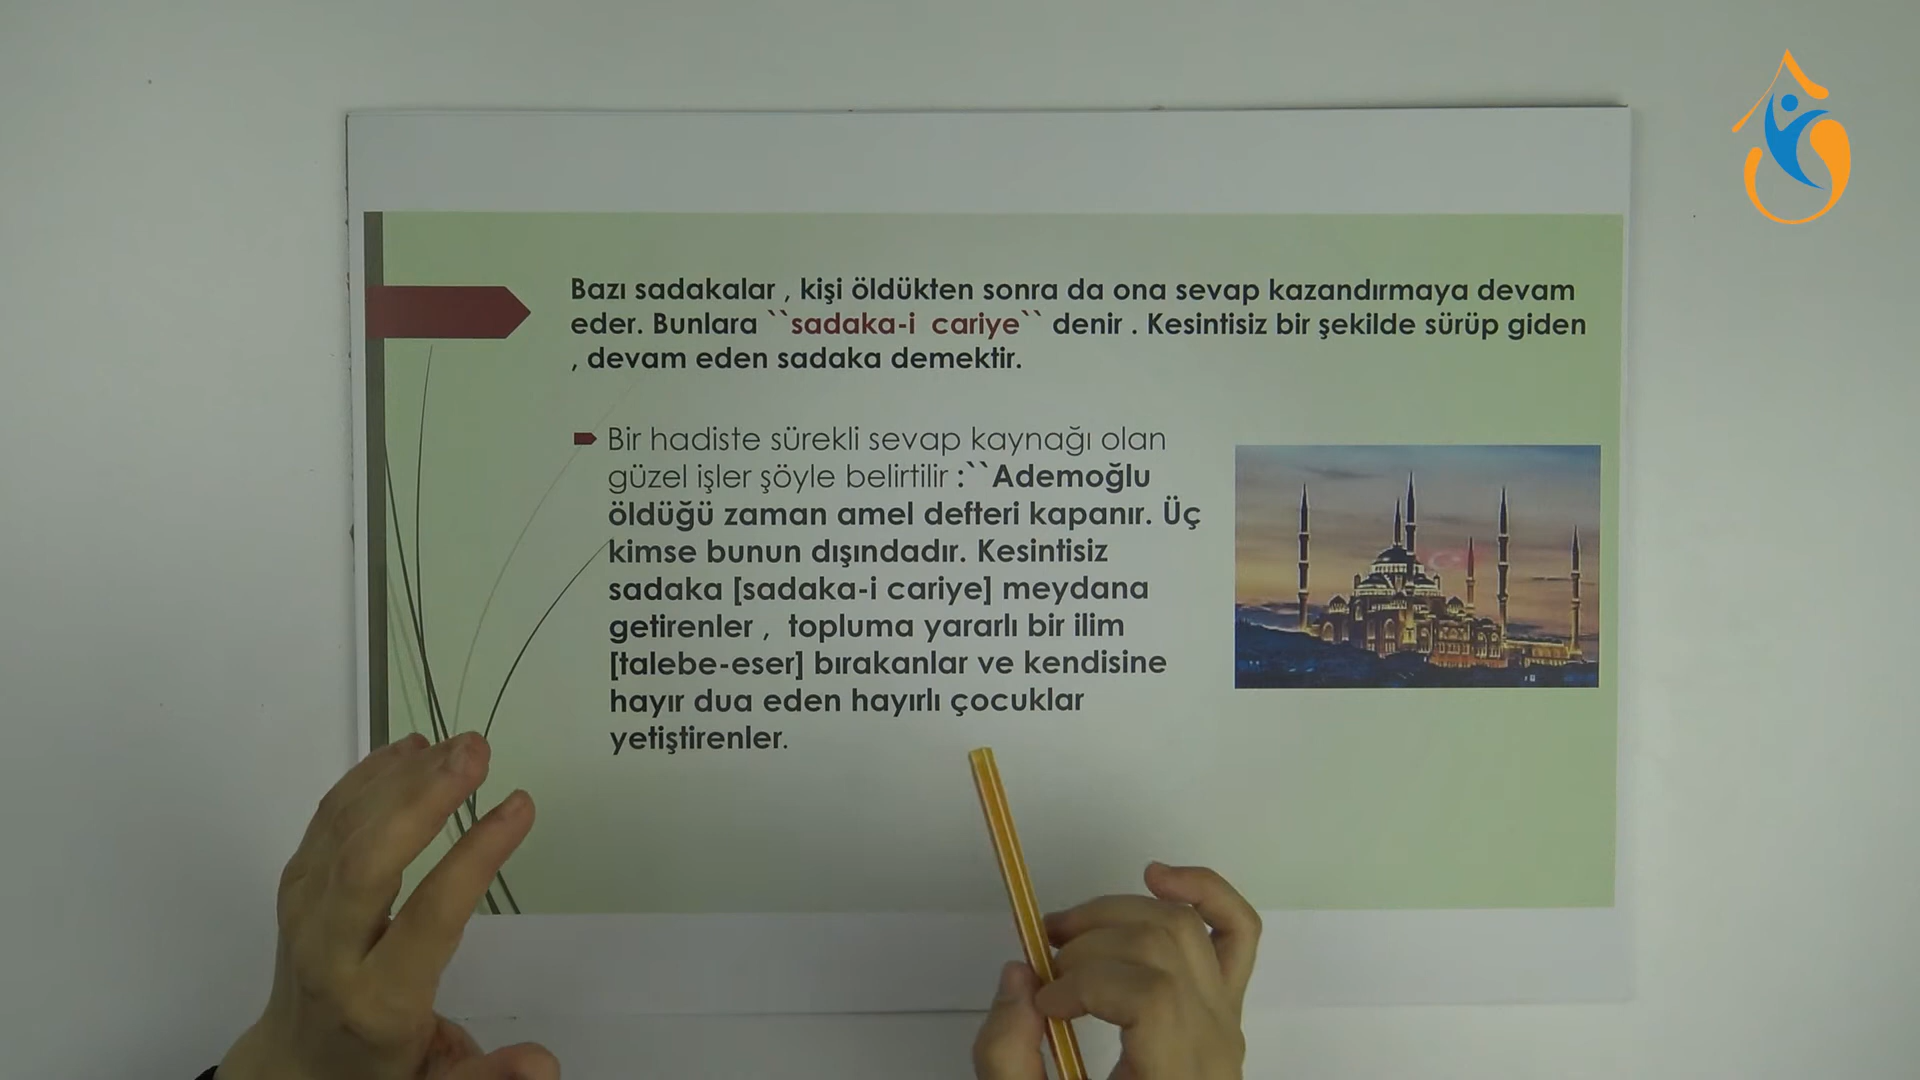 Bazı sadakalar , kişi öldükten sonra da ona sevap kazandırmaya devam
eder. Bunlara ``sadaka-i cariye`` denir . Kesintisiz bir şekilde sürüp giden
, devam eden sadaka demektir.
Bir hadiste sürekli sevap kaynağı olan
güzel işler şöyle belirtilir :``Ademoğlu
öldüğü zaman amel defteri kapanır. Üç
kimse bunun dışındadır. Kesintisiz
sadaka [sadaka-i cariye] meydana
getirenler , topluma yararlı bir ilim
[talebe-eser] bırakanlar ve kendisine
hayır dua eden hayırlı çocuklar
yetiştirenler.